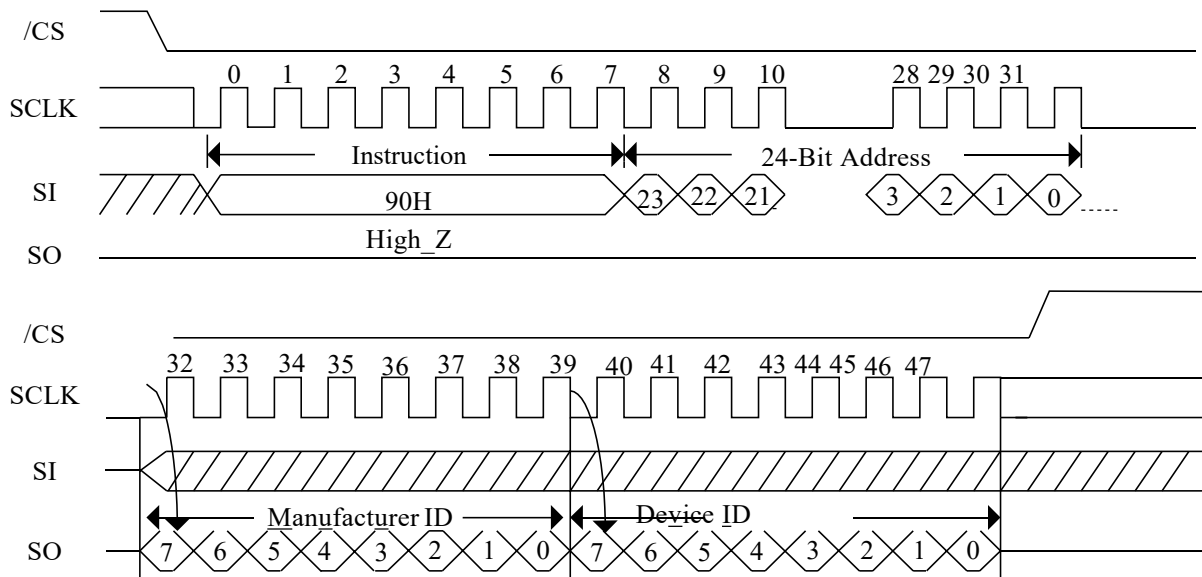 /CS
0 1 2 3 4 5 6 7 8 9 10 28 29 30 31
SCLK
Instruction 24-Bit Address
SI 90H 23 22 21 3 2 1 0
High_Z
SO
/CS
32 33 34 35 36 37 38 39 40 41 42 43 44 45 46 47
SCLK
SI
Manufacturer ID Device ID
SO 7 6 5 4 3 2 1 0 7 6 5 4 3 2 1 0